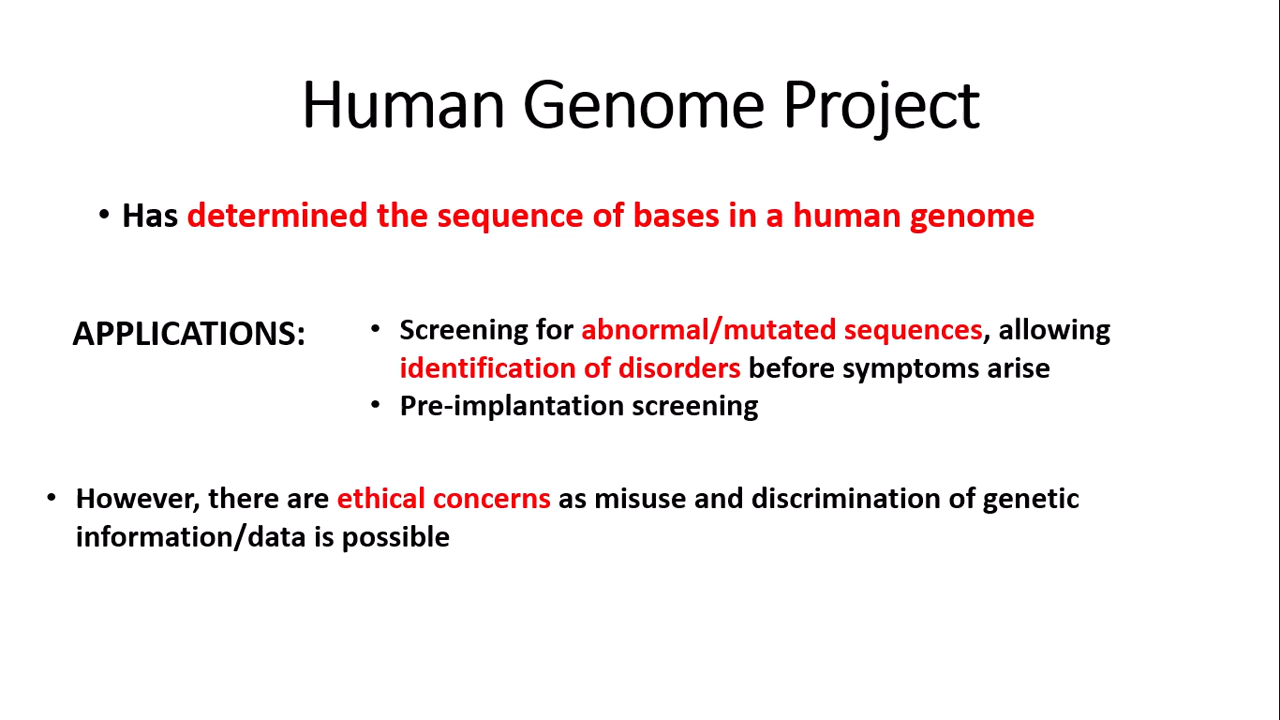 Human Genome Project
• Has determined the sequence of bases in a human genome
APPLICATIONS:
• Screening for abnormal/mutated sequences, allowing
identification of disorders before symptoms arise
• Pre-implantation screening
• However, there are ethical concerns as misuse and discrimination of genetic
information/data is possible